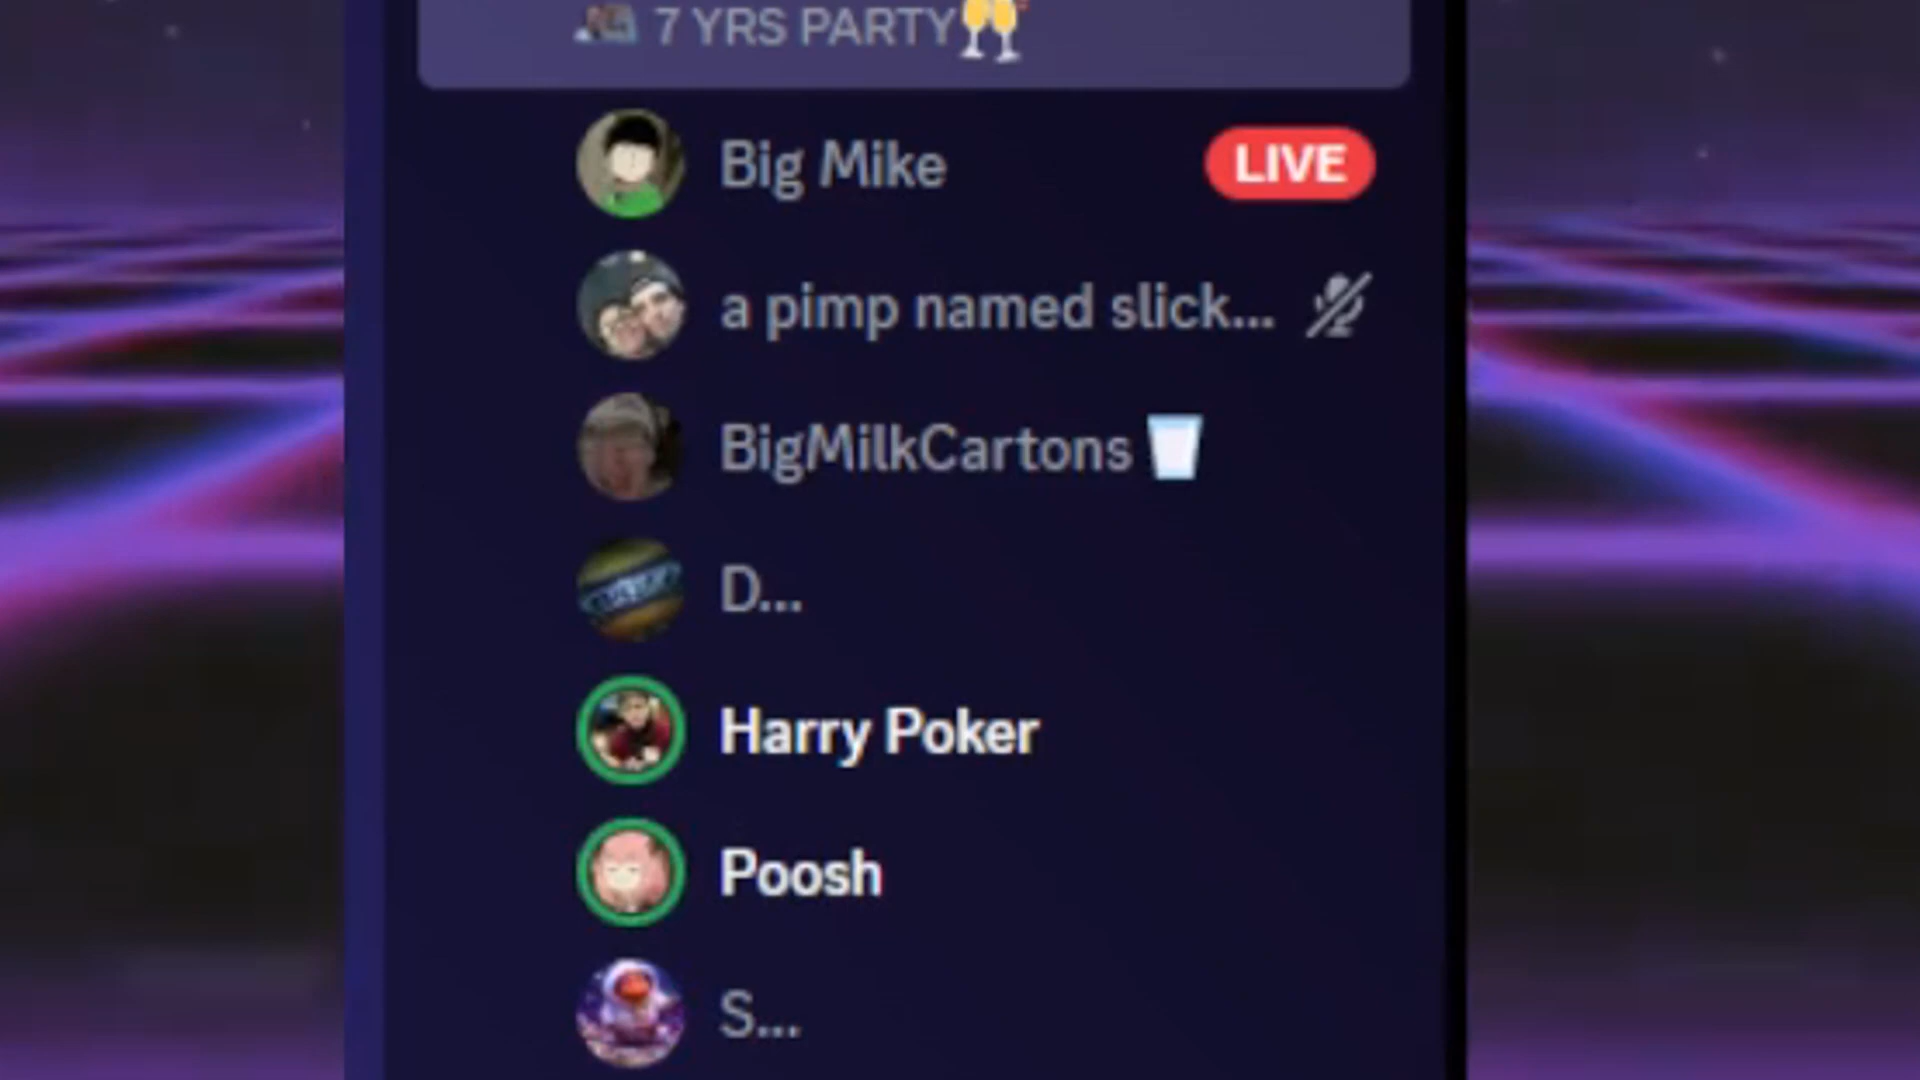 7 YRS PARTY🥂
Big Mike LIVE
a pimp named slick...
BigMilkCartons 🥛
D...
Harry Poker
Poosh
S...